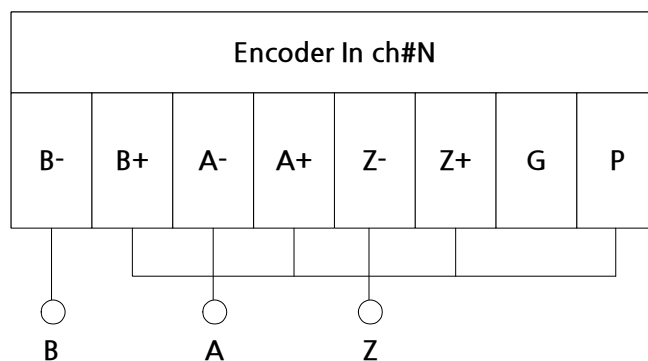 Encoder In ch#N
B- B+ A- A+ Z- Z+ G P
B A Z